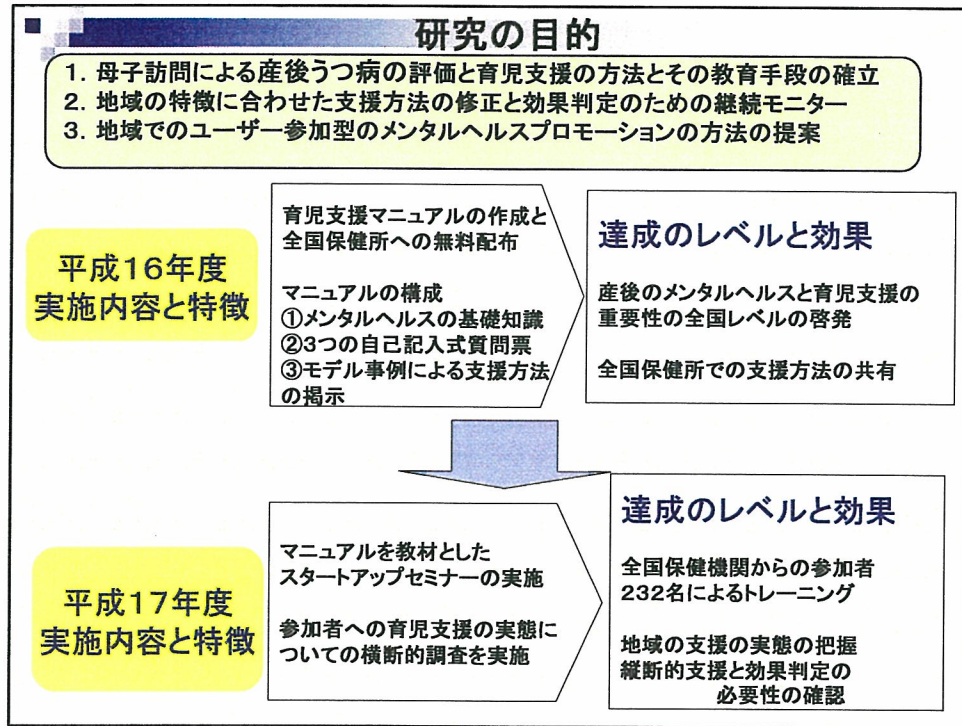 研究の目的
1. 母子訪問による産後うつ病の評価と育児支援の方法とその教育手段の確立
2. 地域の特徴に合わせた支援方法の修正と効果判定のための継続モニター
3. 地域でのユーザー参加型のメンタルヘルスプロモーションの方法の提案
平成16年度
実施内容と特徴
育児支援マニュアルの作成と
全国保健所への無料配布
マニュアルの構成
①メンタルヘルスの基礎知識
②3つの自己記入式質問票
③モデル事例による支援方法
の掲示
達成のレベルと効果
産後のメンタルヘルスと育児支援の
重要性の全国レベルの啓発
全国保健所での支援方法の共有
平成17年度
実施内容と特徴
マニュアルを教材とした
スタートアップセミナーの実施
参加者への育児支援の実態に
ついての横断的調査を実施
達成のレベルと効果
全国保健機関からの参加者
232名によるトレーニング
地域の支援の実態の把握
縦断的支援と効果判定の
必要性の確認